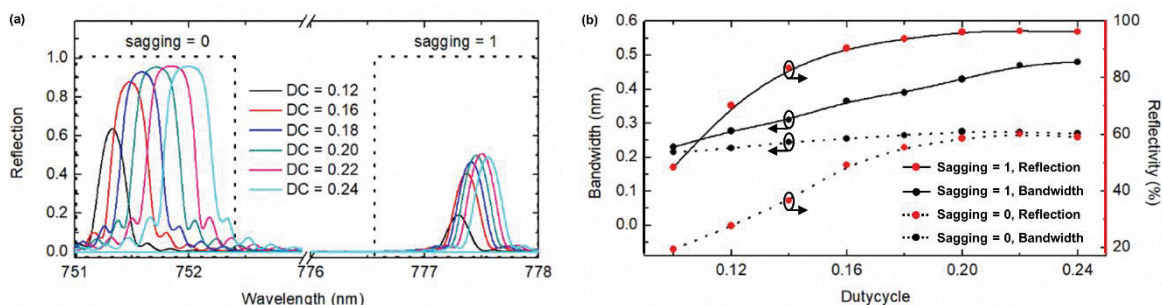 (a)
sagging = 0
sagging = 1
1.0
0.8
0.6
0.4
0.2
0.0
Reflection
DC = 0.12
DC = 0.16
DC = 0.18
DC = 0.20
DC = 0.22
DC = 0.24
751
752
776
777
778
Wavelength (nm)
(b)
0.6
0.5
0.4
0.3
0.2
0.1
0.0
-0.1
Bandwidth (nm)
100
80
60
40
20
Reflectivity (%)
Sagging = 1, Reflection
Sagging = 1, Bandwidth
Sagging = 0, Reflection
Sagging = 0, Bandwidth
0.12
0.16
0.20
0.24
Dutycycle